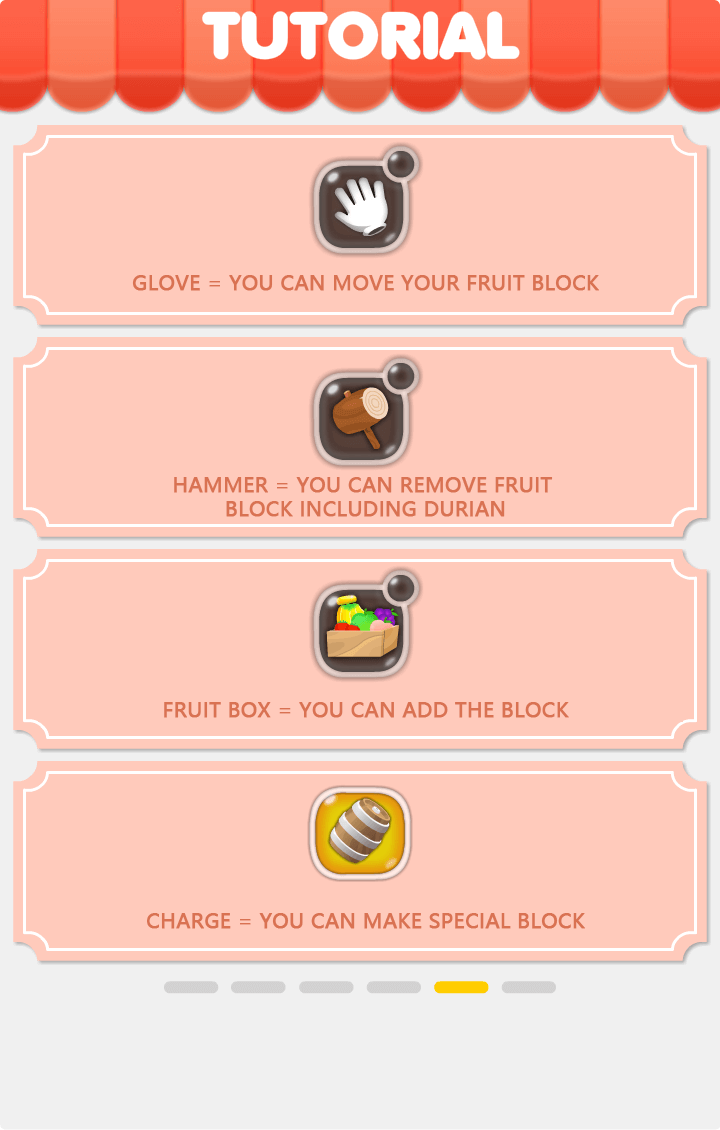 TUTORIAL
GLOVE = YOU CAN MOVE YOUR FRUIT BLOCK
HAMMER = YOU CAN REMOVE FRUIT
BLOCK INCLUDING DURIAN
FRUIT BOX = YOU CAN ADD THE BLOCK
CHARGE = YOU CAN MAKE SPECIAL BLOCK